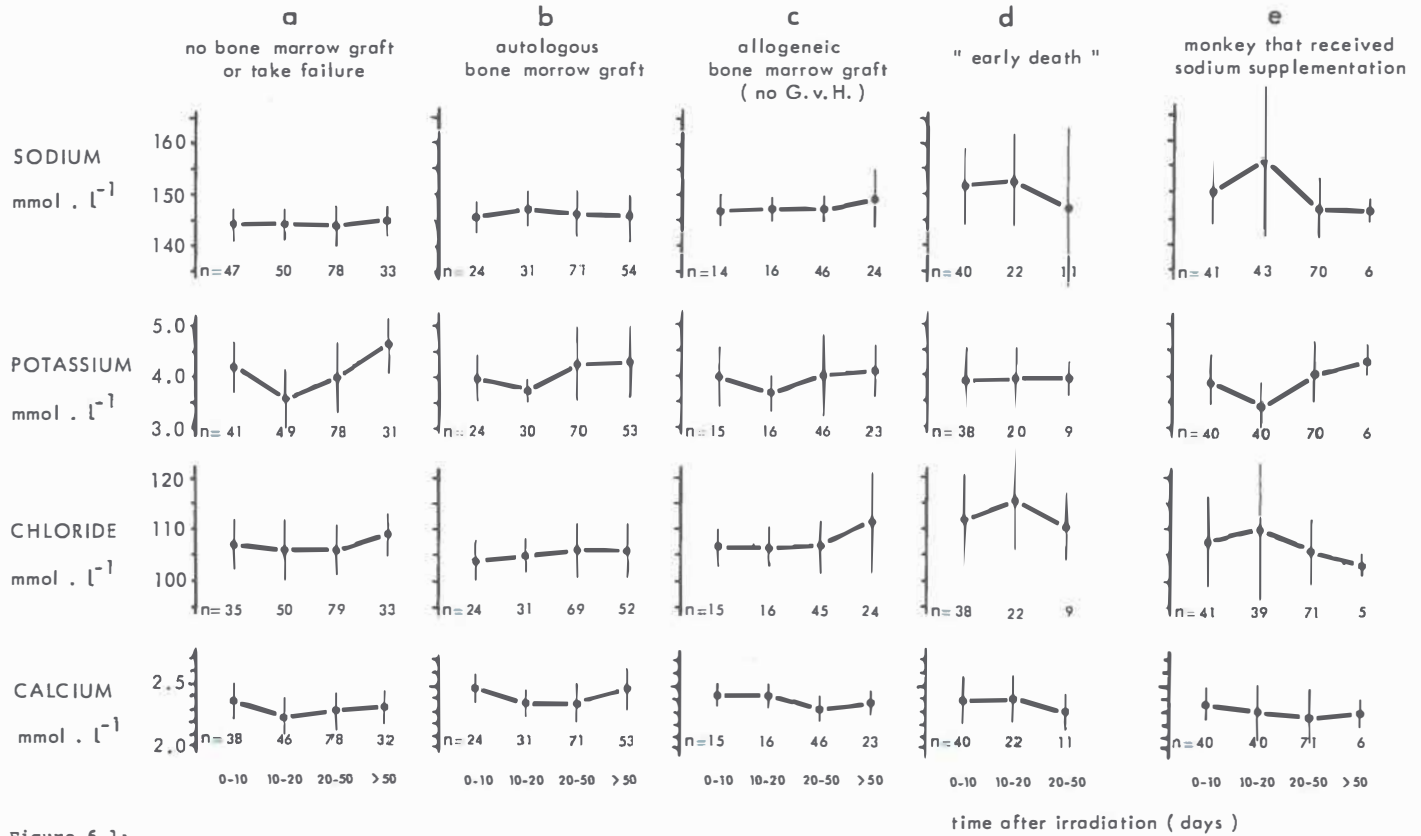 a b c d e
no bone marrow graft
or take failure
autologous
bone morrow graft
allogeneic
bone marrow graft
( no G.v.H. )
" early death "
monkey that received
sodium supplementation
SODIUM
mmol . l⁻¹
160
150
140
n=47 50 78 33
n=24 31 71 54
n=14 16 46 24
n=40 22 11
n=41 43 70 6
POTASSIUM
mmol . l⁻¹
5.0
4.0
3.0
n=41 49 78 31
n=24 30 70 53
n=15 16 46 23
n=38 20 9
n=40 40 70 6
CHLORIDE
mmol . l⁻¹
120
110
100
n=35 50 79 33
n=24 31 69 52
n=15 16 45 24
n=38 22 9
n=41 39 71 5
CALCIUM
mmol . l⁻¹
2.5
2.0
n=38 46 78 32
n=24 31 71 53
n=15 16 46 23
n=40 22 11
n=40 40 71 6
0-10 10-20 20-50 >50
0-10 10-20 20-50 >50
0-10 10-20 20-50 >50
0-10 10-20 20-50
0-10 10-20 20-50 >50
time after irradiation ( days )